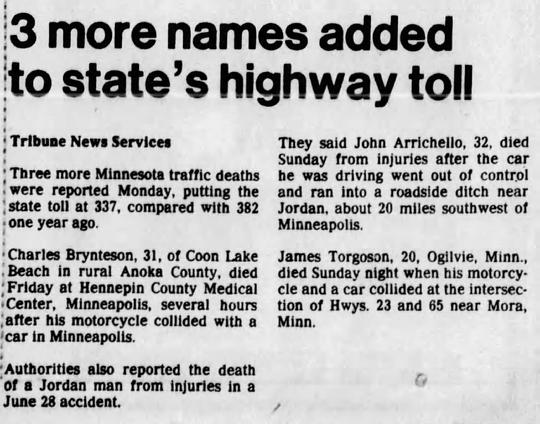 3 more names added
to state's highway toll
Tribune News Services
Three more Minnesota traffic deaths
were reported Monday, putting the
state toll at 337, compared with 382
one year ago.
Charles Brynteson, 31, of Coon Lake
Beach in rural Anoka County, died
Friday at Hennepin County Medical
Center, Minneapolis, several hours
after his motorcycle collided with a
car in Minneapolis.
Authorities also reported the death
of a Jordan man from injuries in a
June 28 accident.
They said John Arrichello, 32, died
Sunday from injuries after the car
he was driving went out of control
and ran into a roadside ditch near
Jordan, about 20 miles southwest of
Minneapolis.
James Torgoson, 20, Ogilvie, Minn.,
died Sunday night when his motorcy-
cle and a car collided at the intersec-
tion of Hwys. 23 and 65 near Mora,
Minn.